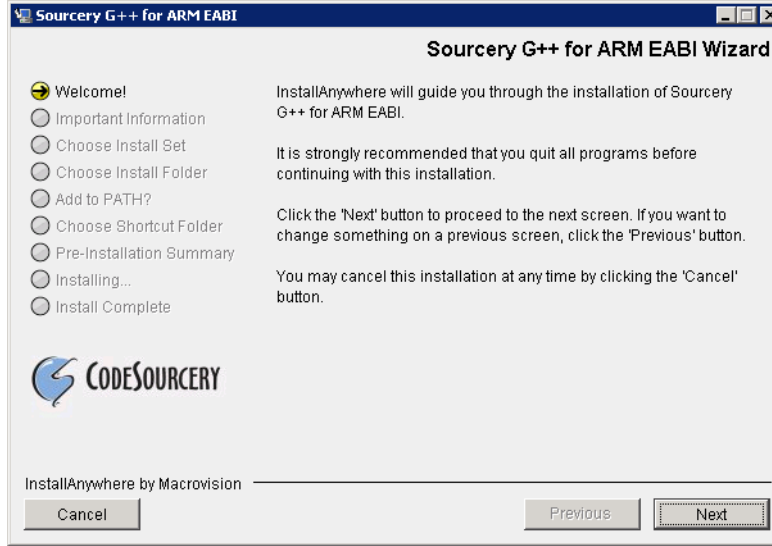 Sourcery G++ for ARM EABI
Sourcery G++ for ARM EABI Wizard
Welcome!
Important Information
Choose Install Set
Choose Install Folder
Add to PATH?
Choose Shortcut Folder
Pre-Installation Summary
Installing...
Install Complete
InstallAnywhere will guide you through the installation of Sourcery
G++ for ARM EABI.
It is strongly recommended that you quit all programs before
continuing with this installation.
Click the 'Next' button to proceed to the next screen. If you want to
change something on a previous screen, click the 'Previous' button.
You may cancel this installation at any time by clicking the 'Cancel'
button.
CODESOURCERY
InstallAnywhere by Macrovision
Cancel
Previous
Next